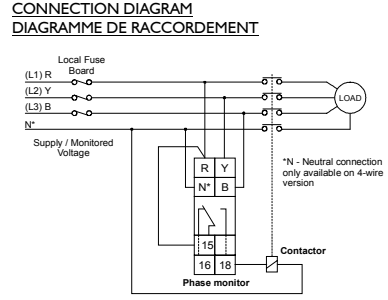 CONNECTION DIAGRAM
DIAGRAMME DE RACCORDEMENT
Local Fuse
Board
(L1) R
(L2) Y
(L3) B
N*
LOAD
Supply / Monitored
Voltage
R Y
N* B
*N - Neutral connection
only available on 4-wire
version
15
16 18
Contactor
Phase monitor